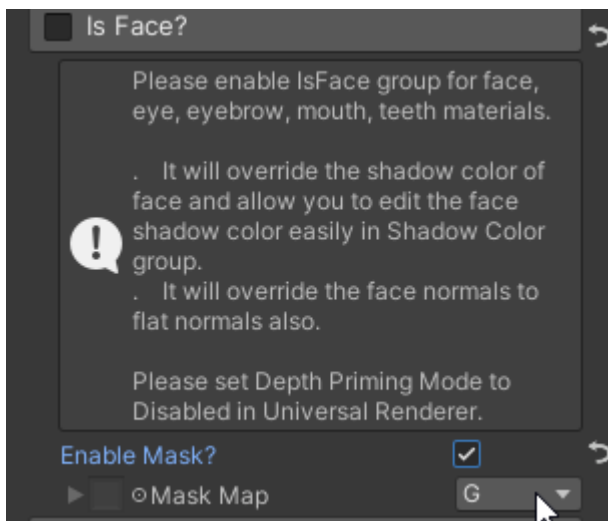 Is Face?
Please enable IsFace group for face,
eye, eyebrow, mouth, teeth materials.
.   It will override the shadow color of
face and allow you to edit the face
shadow color easily in Shadow Color
group.
.   It will override the face normals to
flat normals also.
Please set Depth Priming Mode to
Disabled in Universal Renderer.
Enable Mask?
Mask Map G